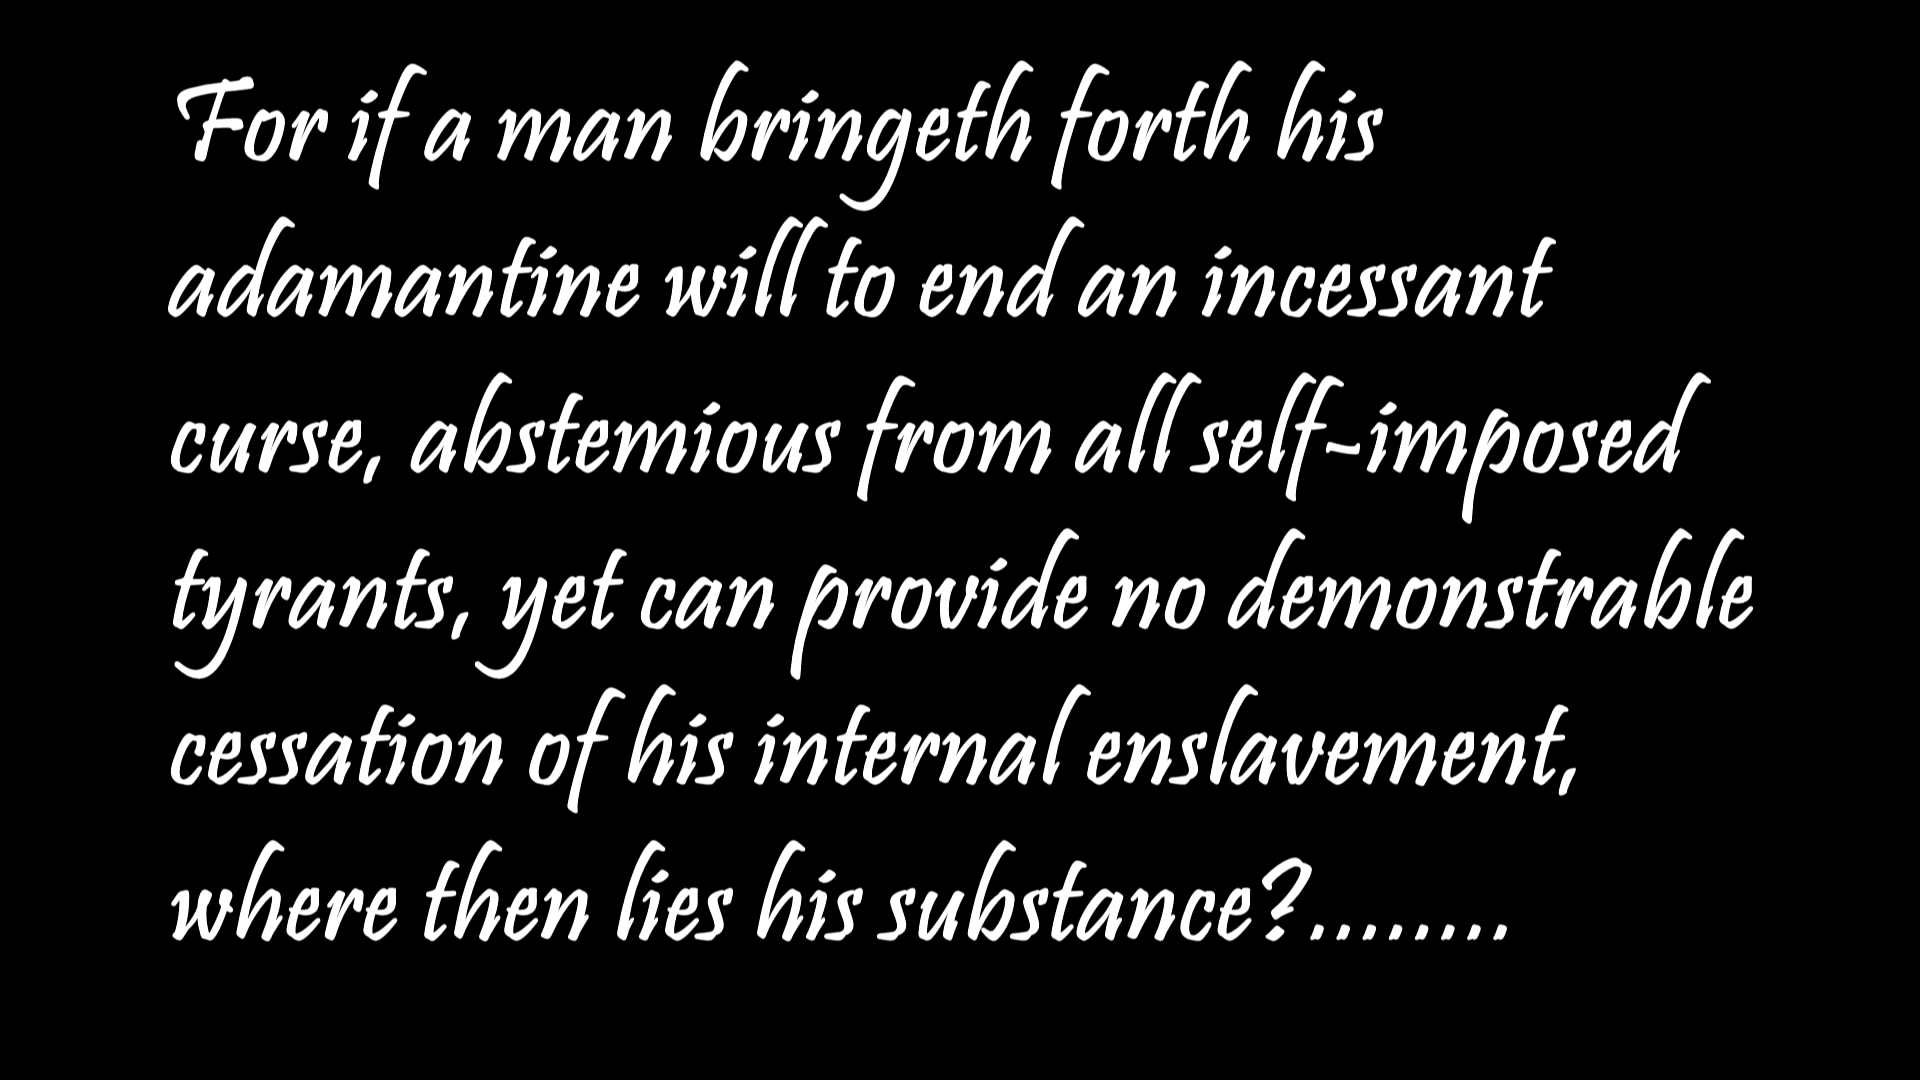 For if a man bringeth forth his
adamantine will to end an incessant
curse, abstemious from all self-imposed
tyrants, yet can provide no demonstrable
cessation of his internal enslavement,
where then lies his substance?........